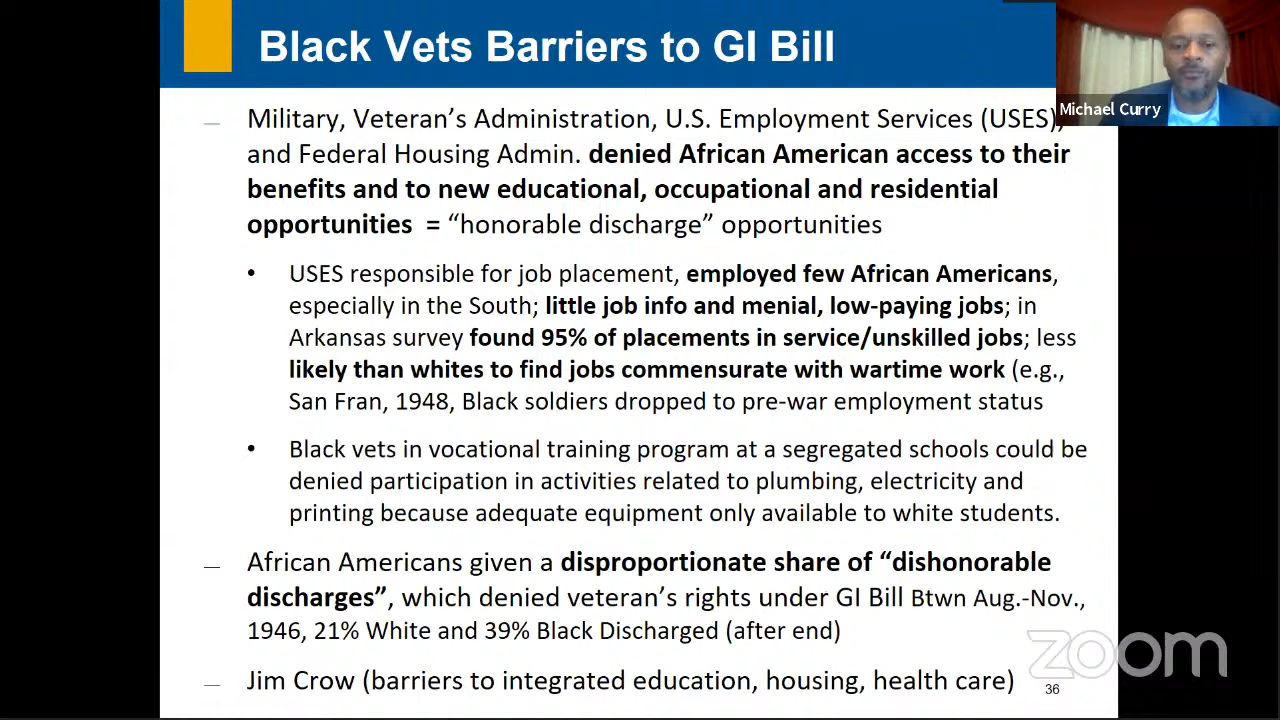 Black Vets Barriers to GI Bill
Michael Curry
— Military, Veteran's Administration, U.S. Employment Services (USES),
and Federal Housing Admin. denied African American access to their
benefits and to new educational, occupational and residential
opportunities = “honorable discharge” opportunities
• USES responsible for job placement, employed few African Americans,
especially in the South; little job info and menial, low-paying jobs; in
Arkansas survey found 95% of placements in service/unskilled jobs; less
likely than whites to find jobs commensurate with wartime work (e.g.,
San Fran, 1948, Black soldiers dropped to pre-war employment status
• Black vets in vocational training program at a segregated schools could be
denied participation in activities related to plumbing, electricity and
printing because adequate equipment only available to white students.
— African Americans given a disproportionate share of “dishonorable
discharges”, which denied veteran's rights under GI Bill Btwn Aug.-Nov.,
1946, 21% White and 39% Black Discharged (after end)
— Jim Crow (barriers to integrated education, housing, health care)
36
zoom